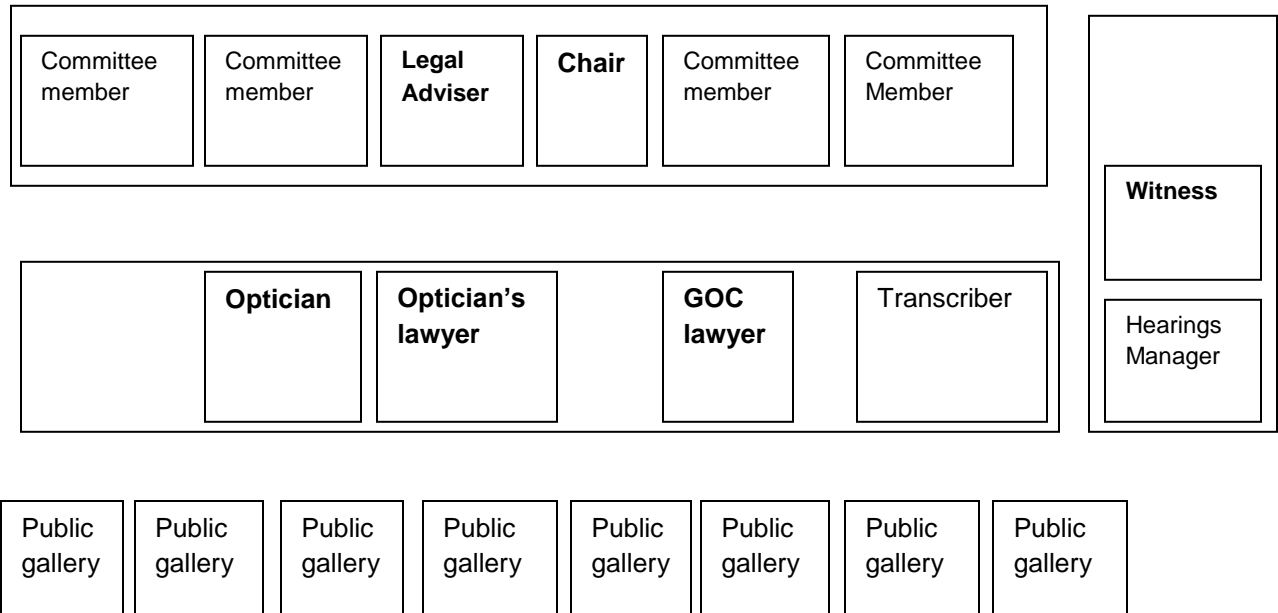 Committee
member
Committee
member
Legal
Adviser
Chair
Committee
member
Committee
Member
Witness
Hearings
Manager
Optician
Optician's
lawyer
GOC
lawyer
Transcriber
Public
gallery
Public
gallery
Public
gallery
Public
gallery
Public
gallery
Public
gallery
Public
gallery
Public
gallery